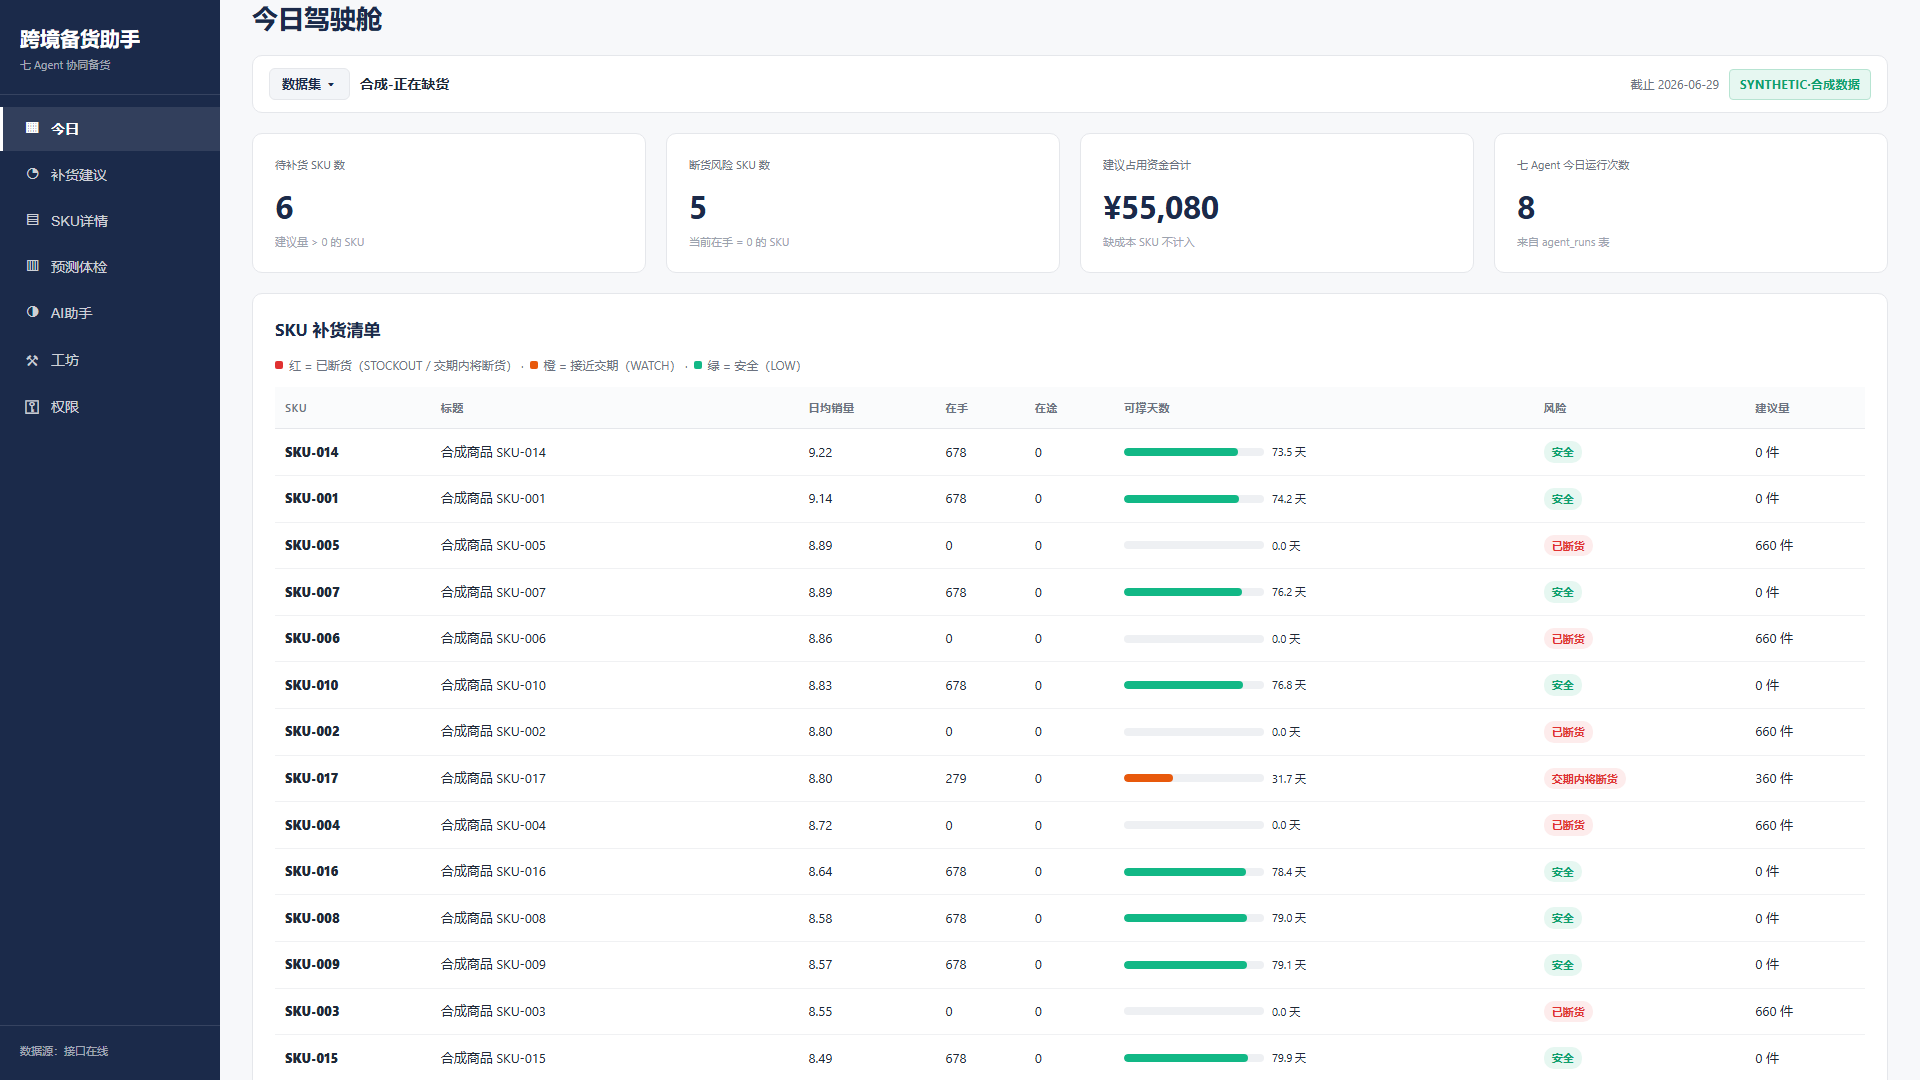 跨境备货助手
七 Agent 协同备货
今日
补货建议
SKU详情
预测体检
AI助手
工坊
权限
数据源：接口在线
今日驾驶舱
数据集 合成-正在缺货 截止 2026-06-29 SYNTHETIC·合成数据
待补货 SKU 数
6
建议量 > 0 的 SKU
断货风险 SKU 数
5
当前在手 = 0 的 SKU
建议占用资金合计
¥55,080
缺成本 SKU 不计入
七 Agent 今日运行次数
8
来自 agent_runs 表
SKU 补货清单
红 = 已断货（STOCKOUT / 交期内将断货） · 橙 = 接近交期（WATCH） · 绿 = 安全（LOW）
SKU 标题 日均销量 在手 在途 可撑天数 风险 建议量
SKU-014 合成商品 SKU-014 9.22 678 0 73.5 天 安全 0 件
SKU-001 合成商品 SKU-001 9.14 678 0 74.2 天 安全 0 件
SKU-005 合成商品 SKU-005 8.89 0 0 0.0 天 已断货 660 件
SKU-007 合成商品 SKU-007 8.89 678 0 76.2 天 安全 0 件
SKU-006 合成商品 SKU-006 8.86 0 0 0.0 天 已断货 660 件
SKU-010 合成商品 SKU-010 8.83 678 0 76.8 天 安全 0 件
SKU-002 合成商品 SKU-002 8.80 0 0 0.0 天 已断货 660 件
SKU-017 合成商品 SKU-017 8.80 279 0 31.7 天 交期内将断货 360 件
SKU-004 合成商品 SKU-004 8.72 0 0 0.0 天 已断货 660 件
SKU-016 合成商品 SKU-016 8.64 678 0 78.4 天 安全 0 件
SKU-008 合成商品 SKU-008 8.58 678 0 79.0 天 安全 0 件
SKU-009 合成商品 SKU-009 8.57 678 0 79.1 天 安全 0 件
SKU-003 合成商品 SKU-003 8.55 0 0 0.0 天 已断货 660 件
SKU-015 合成商品 SKU-015 8.49 678 0 79.9 天 安全 0 件